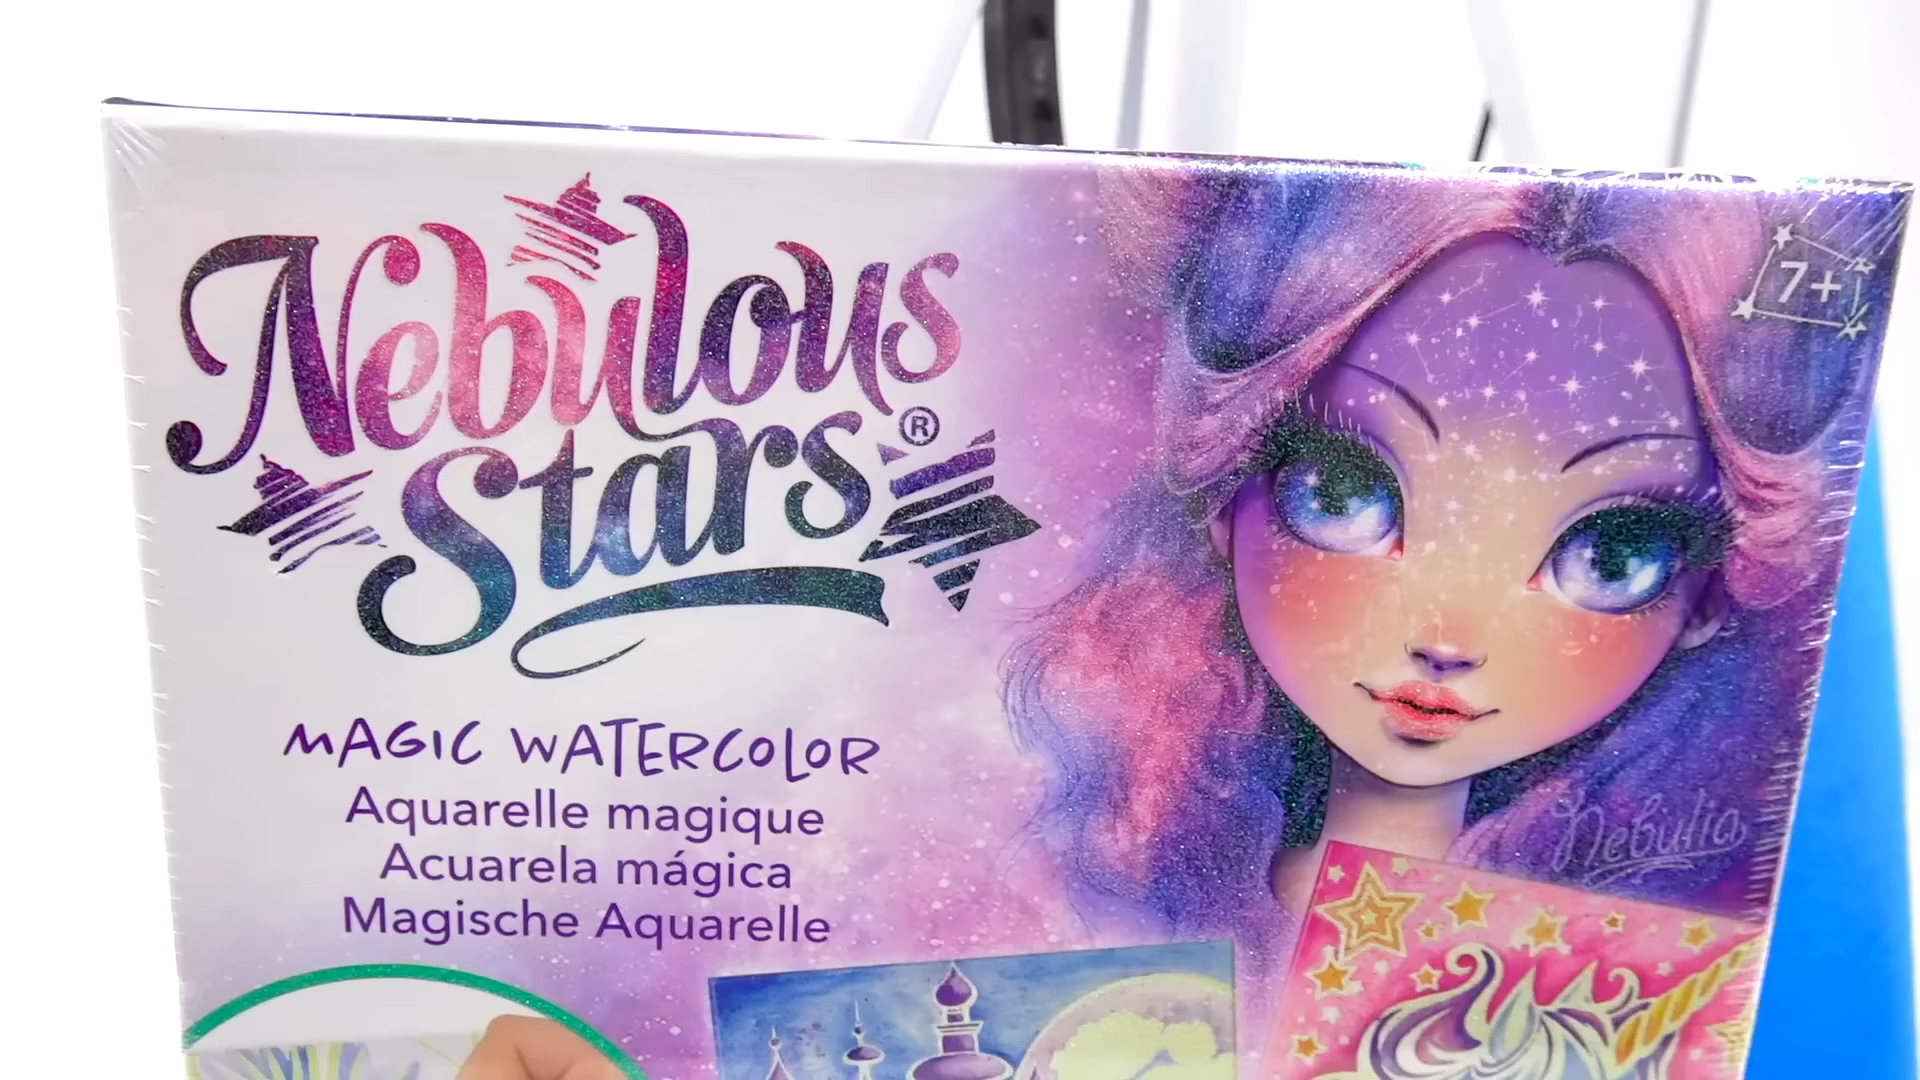 Nebulous
Stars®
MAGIC WATERCOLOR
Aquarelle magique
Acuarela mágica
Magische Aquarelle
7+
Nebulia